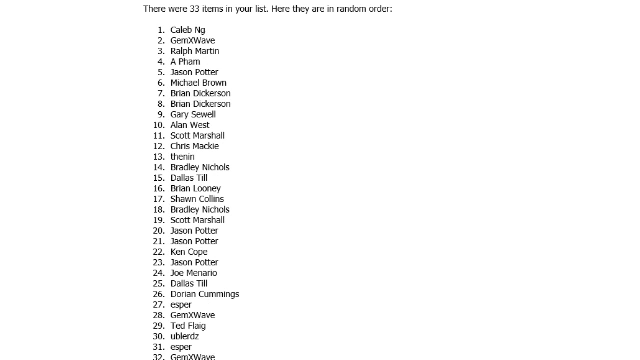 There were 33 items in your list. Here they are in random order:
1. Caleb Ng
2. GemXWave
3. Ralph Martin
4. A Pham
5. Jason Potter
6. Michael Brown
7. Brian Dickerson
8. Brian Dickerson
9. Gary Sewell
10. Alan West
11. Scott Marshall
12. Chris Mackie
13. thenin
14. Bradley Nichols
15. Dallas Till
16. Brian Looney
17. Shawn Collins
18. Bradley Nichols
19. Scott Marshall
20. Jason Potter
21. Jason Potter
22. Ken Cope
23. Jason Potter
24. Joe Menario
25. Dallas Till
26. Dorian Cummings
27. esper
28. GemXWave
29. Ted Flaig
30. ublerdz
31. esper
32. GemXWave